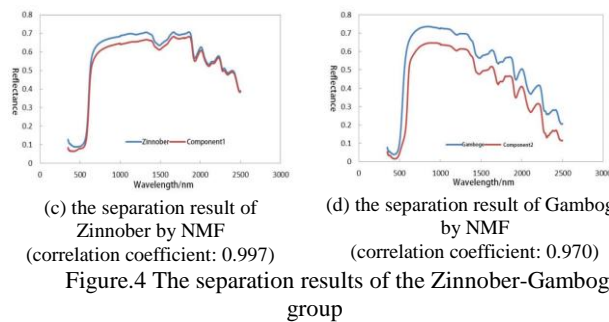 0.8
0.7
0.6
0.5
0.4
0.3
0.2
0.1
0
Reflectance
Zinnober
Component1
0 500 1000 1500 2000 2500 3000
Wavelength/nm
(c) the separation result of
Zinnober by NMF
(correlation coefficient: 0.997)
0.8
0.7
0.6
0.5
0.4
0.3
0.2
0.1
0
Reflectance
Gamboge
Component2
0 500 1000 1500 2000 2500 3000
Wavelength/nm
(d) the separation result of Gambog
by NMF
(correlation coefficient: 0.970)
Figure.4 The separation results of the Zinnober-Gambog
group